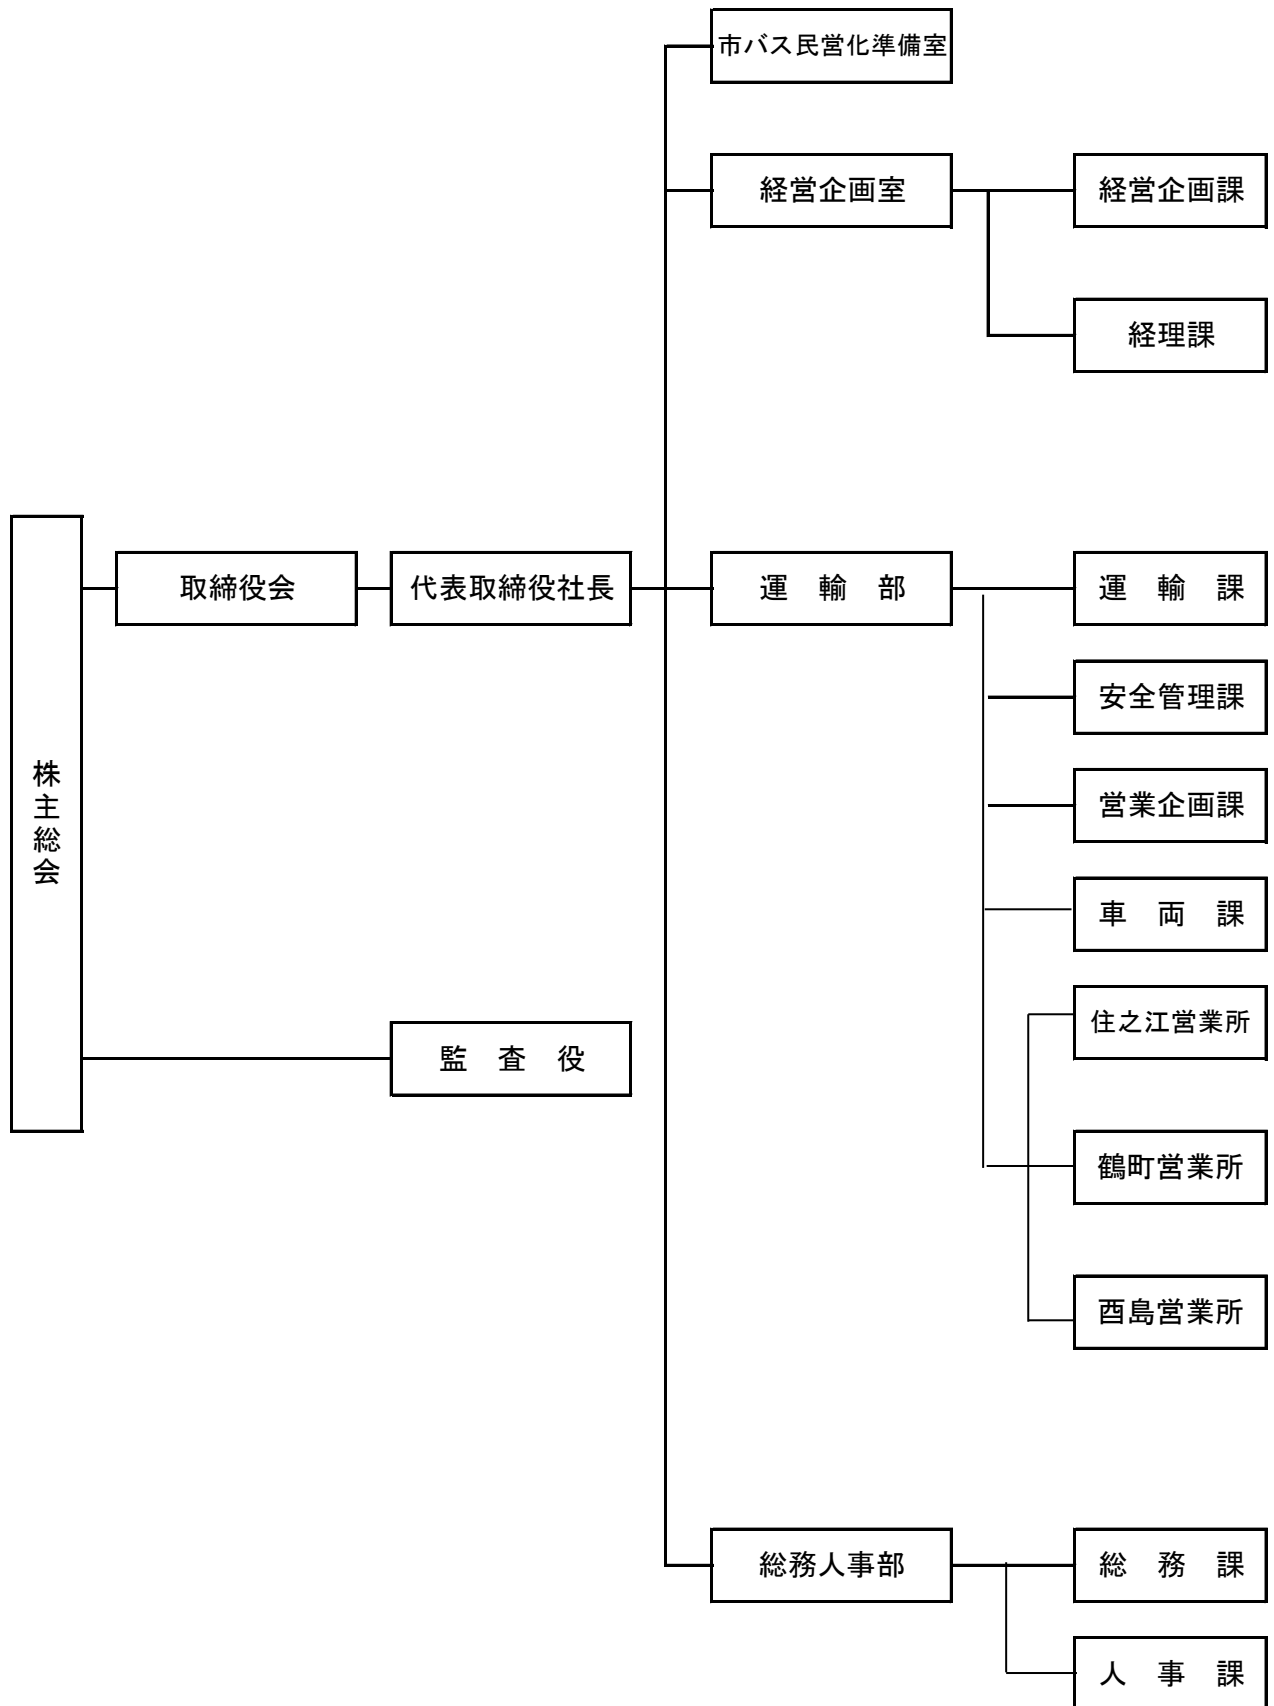 市バス民営化準備室
経営企画室
経営企画課
経理課
株主総会
取締役会
代表取締役社長
運　輸　部
運　輸　課
安全管理課
営業企画課
車　両　課
住之江営業所
監　査　役
鶴町営業所
酉島営業所
総務人事部
総　務　課
人　事　課